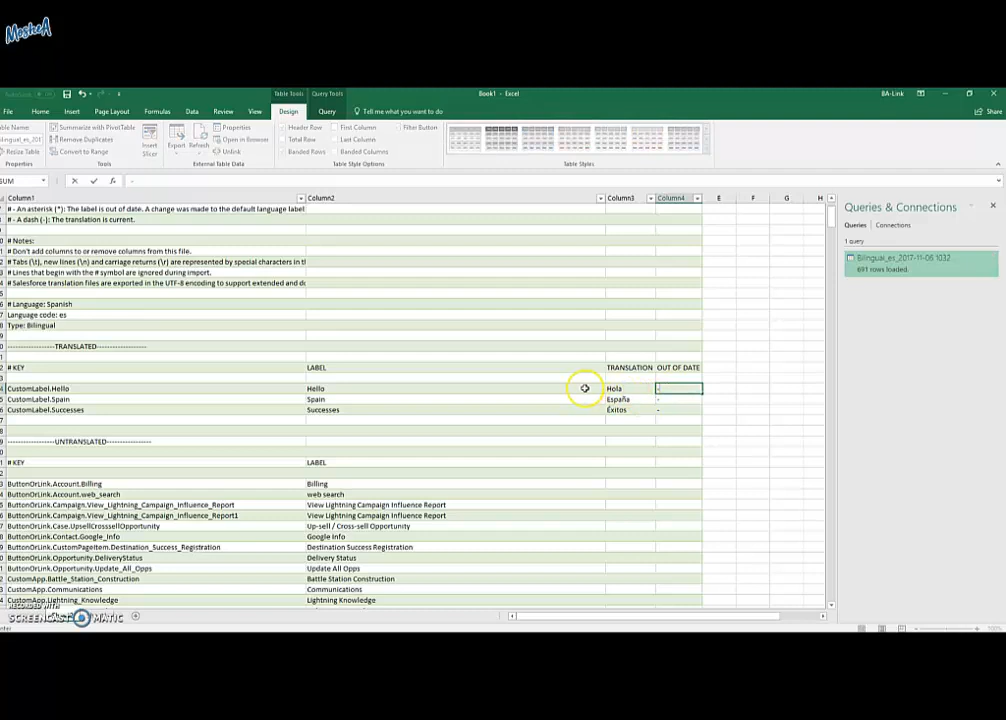 MosheA
Table Tools Query Tools
Book1 - Excel
BA-Link
File Home Insert Page Layout Formulas Data Review View Design Query Tell me what you want to do
Share
Table Name:
Summarize with PivotTable
Remove Duplicates
Convert to Range
Resize Table
Insert Slicer
Export Refresh
Properties
Open in Browser
Unlink
Header Row First Column Filter Button
Total Row Last Column
Banded Rows Banded Columns
Properties Tools External Table Data Table Style Options Table Styles
SUM
-
Column1 Column2 Column3 Column4 E F G H
# - An asterisk (*): The label is out of date. A change was made to the default language label
# - A dash (-): The translation is current.
# Notes:
# Don't add columns to or remove columns from this file.
# Tabs (\t), new lines (\n) and carriage returns (\r) are represented by special characters in th
# Lines that begin with the # symbol are ignored during import.
# Salesforce translation files are exported in the UTF-8 encoding to support extended and do
# Language: Spanish
Language code: es
Type: Bilingual
------------------TRANSLATED-------------------
# KEY LABEL TRANSLATION OUT OF DATE
CustomLabel.Hello Hello Hola -
CustomLabel.Spain Spain España -
CustomLabel.Successes Successes Éxitos -
------------------UNTRANSLATED-----------------
# KEY LABEL
ButtonOrLink.Account.Billing Billing
ButtonOrLink.Account.web_search web search
ButtonOrLink.Campaign.View_Lightning_Campaign_Influence_Report View Lightning Campaign Influence Report
ButtonOrLink.Campaign.View_Lightning_Campaign_Influence_Report1 View Lightning Campaign Influence Report
ButtonOrLink.Case.UpsellCrosssellOpportunity Up-sell / Cross-sell Opportunity
ButtonOrLink.Contact.Google_Info Google Info
ButtonOrLink.CustomPageItem.Destination_Success_Registration Destination Success Registration
ButtonOrLink.Opportunity.DeliveryStatus Delivery Status
ButtonOrLink.Opportunity.Update_All_Opps Update All Opps
CustomApp.Battle_Station_Construction Battle Station Construction
CustomApp.Communications Communications
CustomApp.Lightning_Knowledge Lightning Knowledge
Queries & Connections
Queries Connections
1 query
Bilingual_es_2017-11-06 1032...
691 rows loaded.
RECORDED WITH
SCREENCAST MATIC
100%